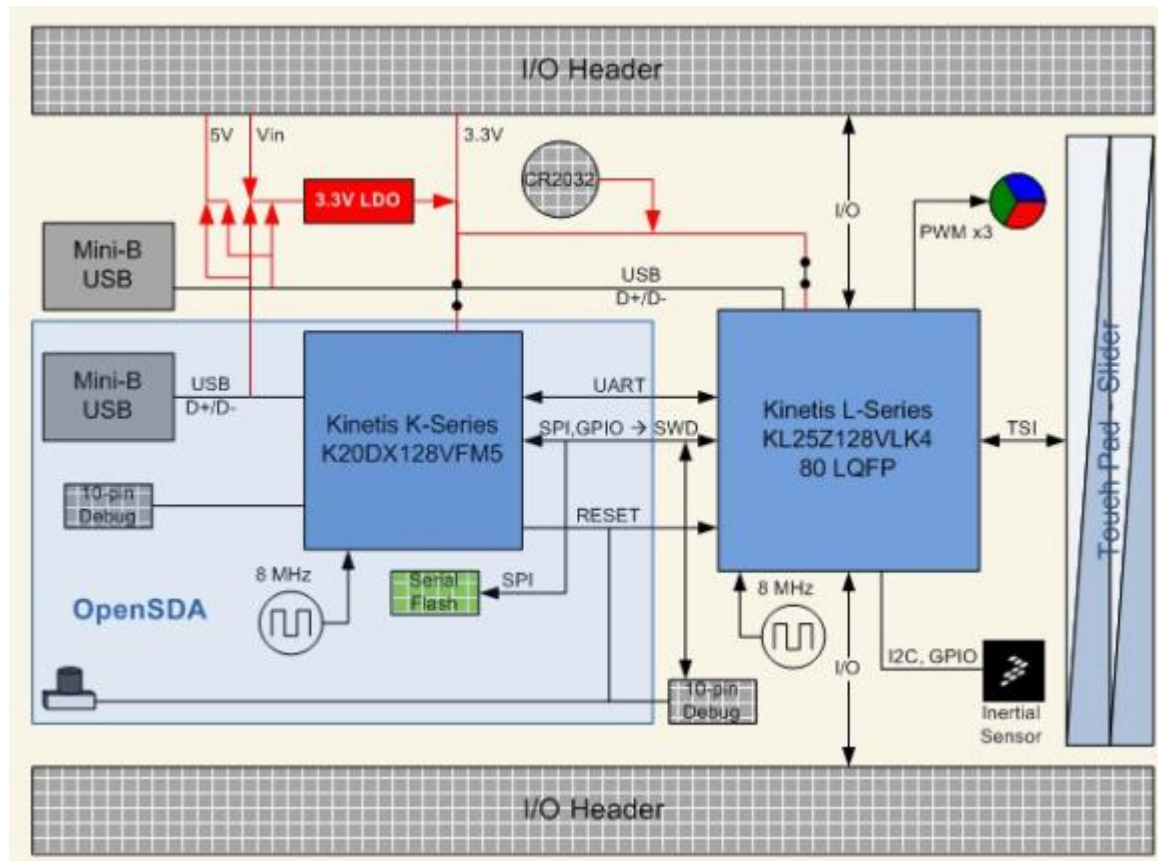 I/O Header
5V
Vin
3.3V
3.3V LDO
CR2032
I/O
PWM x3
Mini-B
USB
USB
D+/D-
Mini-B
USB
USB
D+/D-
Kinetis K-Series
K20DX128VFM5
UART
SPI,GPIO → SWD
RESET
Kinetis L-Series
KL25Z128VLK4
80 LQFP
TSI
Touch Pad - Slider
10-pin
Debug
8 MHz
Serial
Flash
SPI
OpenSDA
8 MHz
I/O
I2C, GPIO
10-pin
Debug
Inertial
Sensor
I/O Header